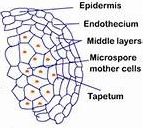 Epidermis
Endothecium
Middle layers
Microspore
mother cells
Tapetum